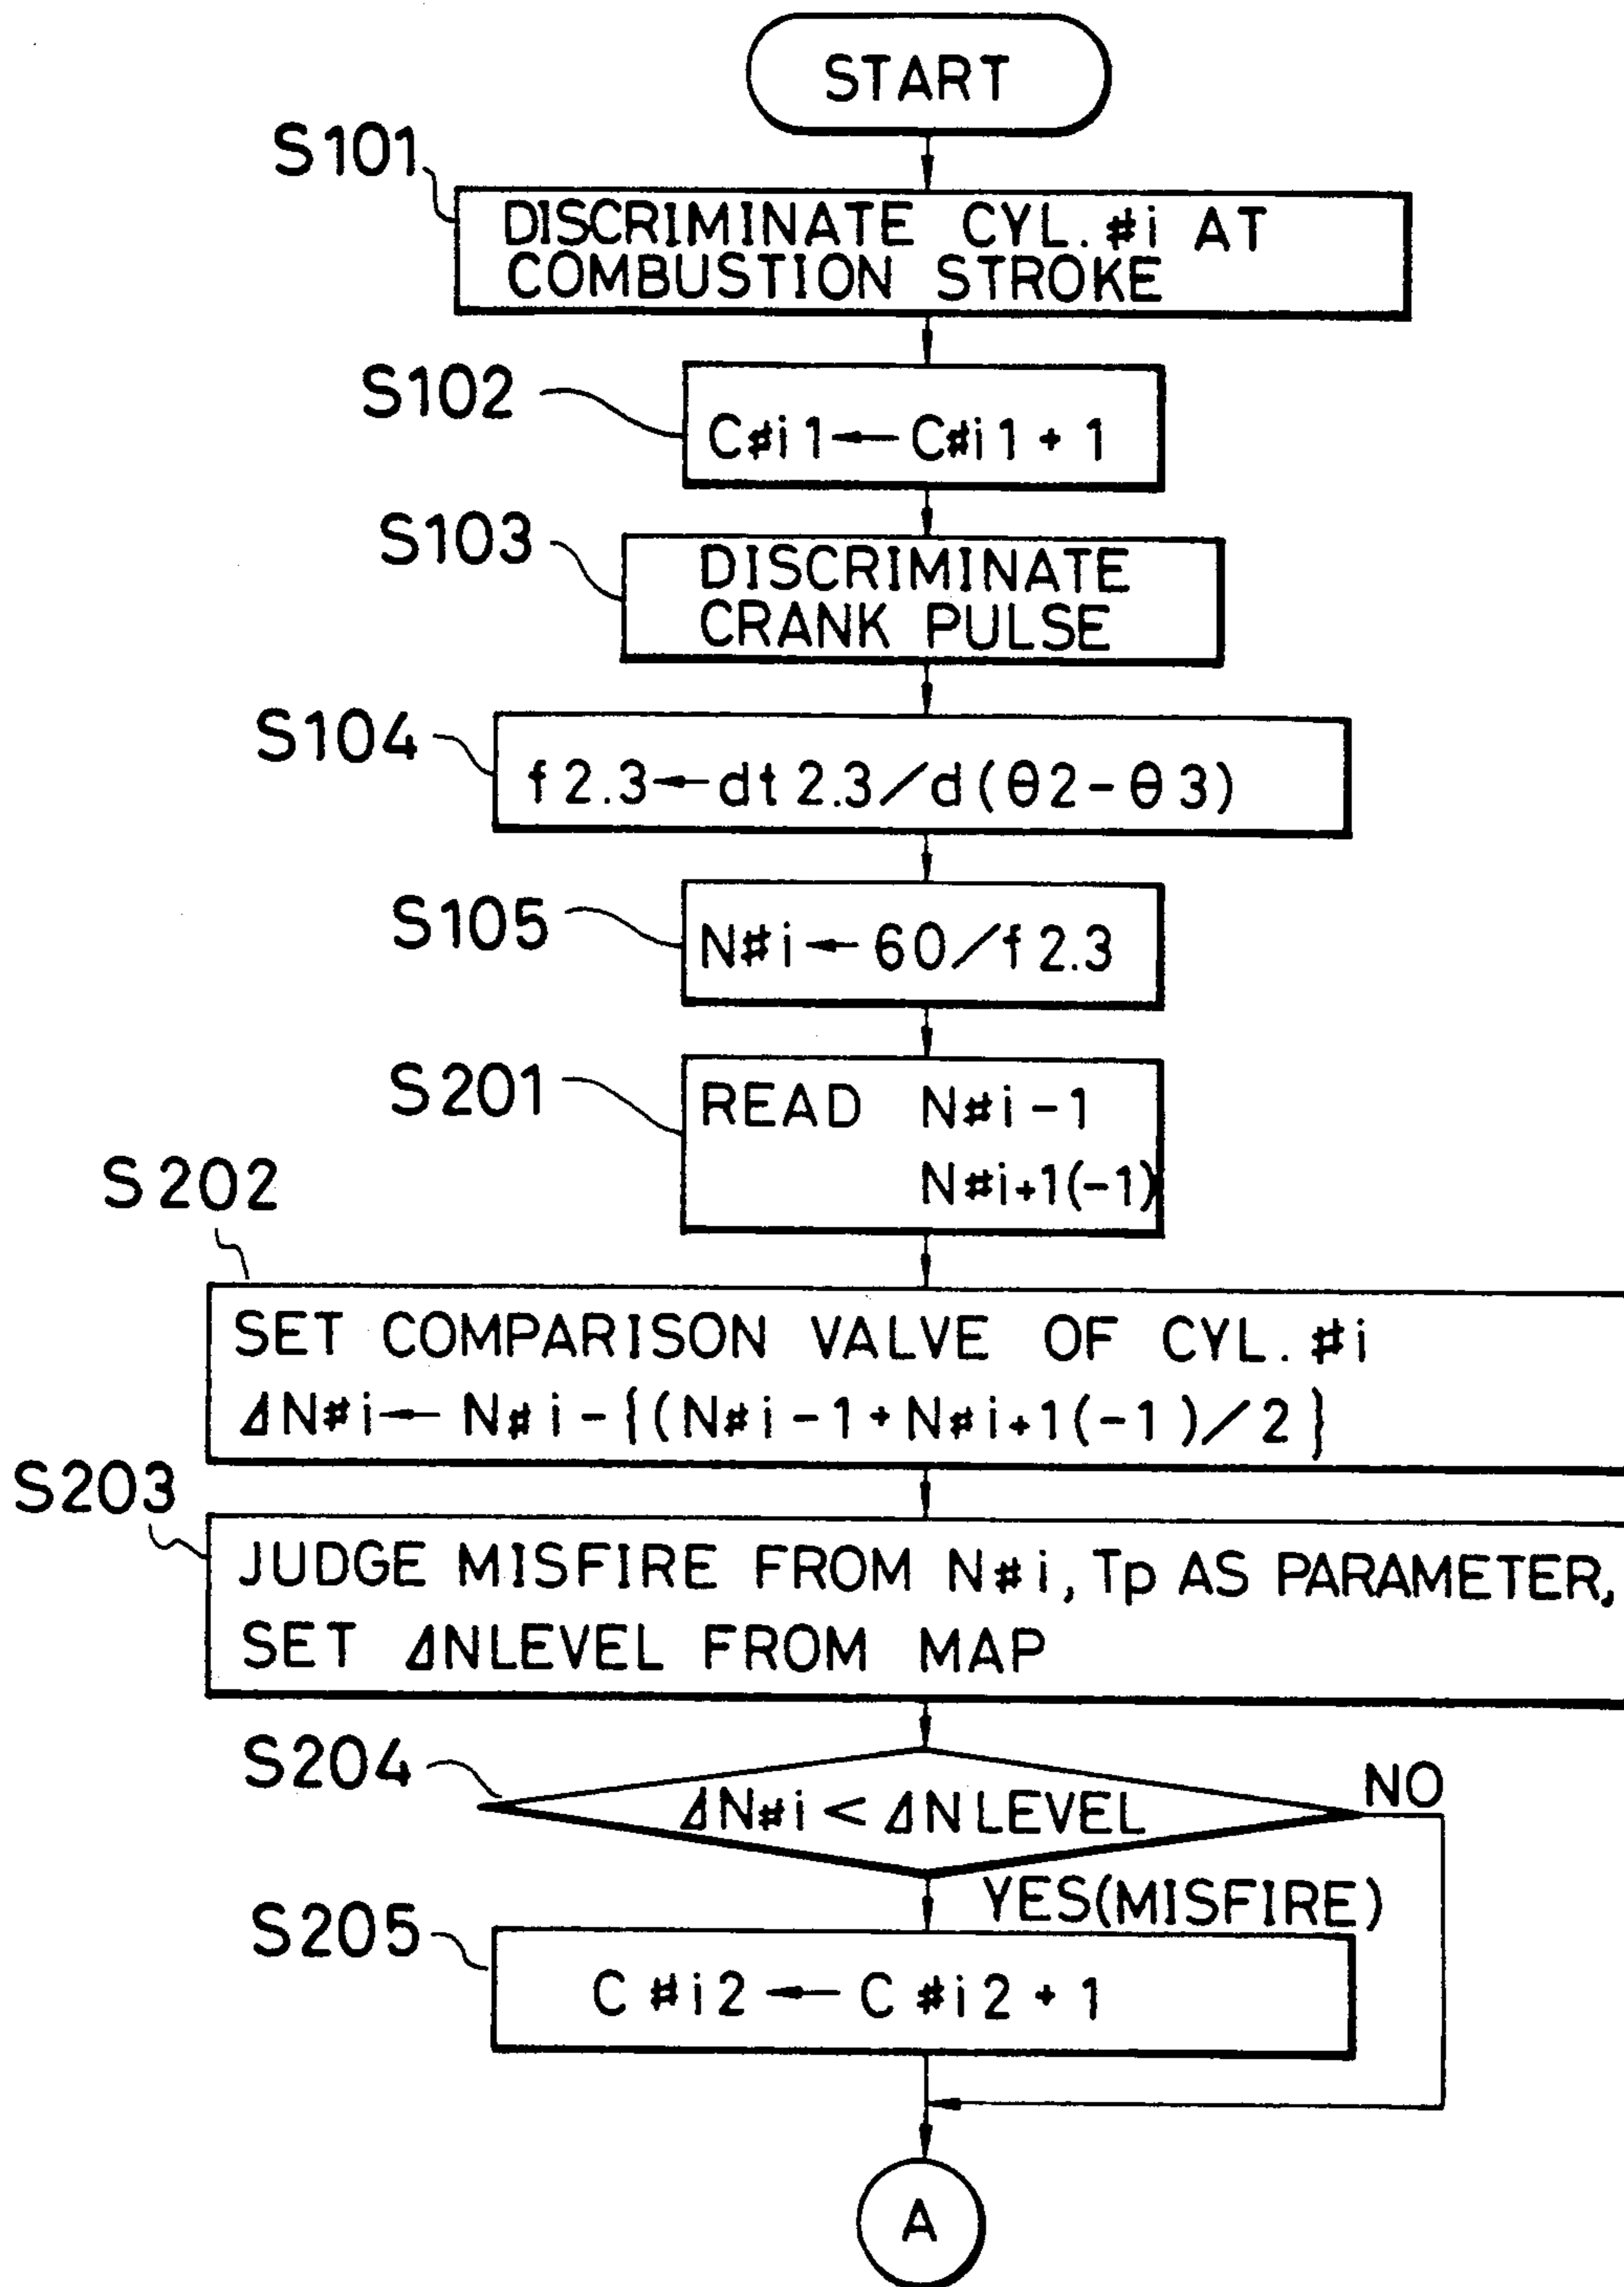 START
S101
DISCRIMINATE CYL. #i AT
COMBUSTION STROKE
S102
C#i1←C#i1+1
S103
DISCRIMINATE
CRANK PULSE
S104
f2.3←dt2.3/d(θ2-θ3)
S105
N#i←60/f2.3
S201
READ N#i-1
N#i+1(-1)
S202
SET COMPARISON VALVE OF CYL. #i
ΔN#i←N#i-{(N#i-1+N#i+1(-1)/2}
S203
JUDGE MISFIRE FROM N#i, Tp AS PARAMETER,
SET ΔNLEVEL FROM MAP
S204
ΔN#i<ΔNLEVEL
NO
YES(MISFIRE)
S205
C#i2←C#i2+1
A